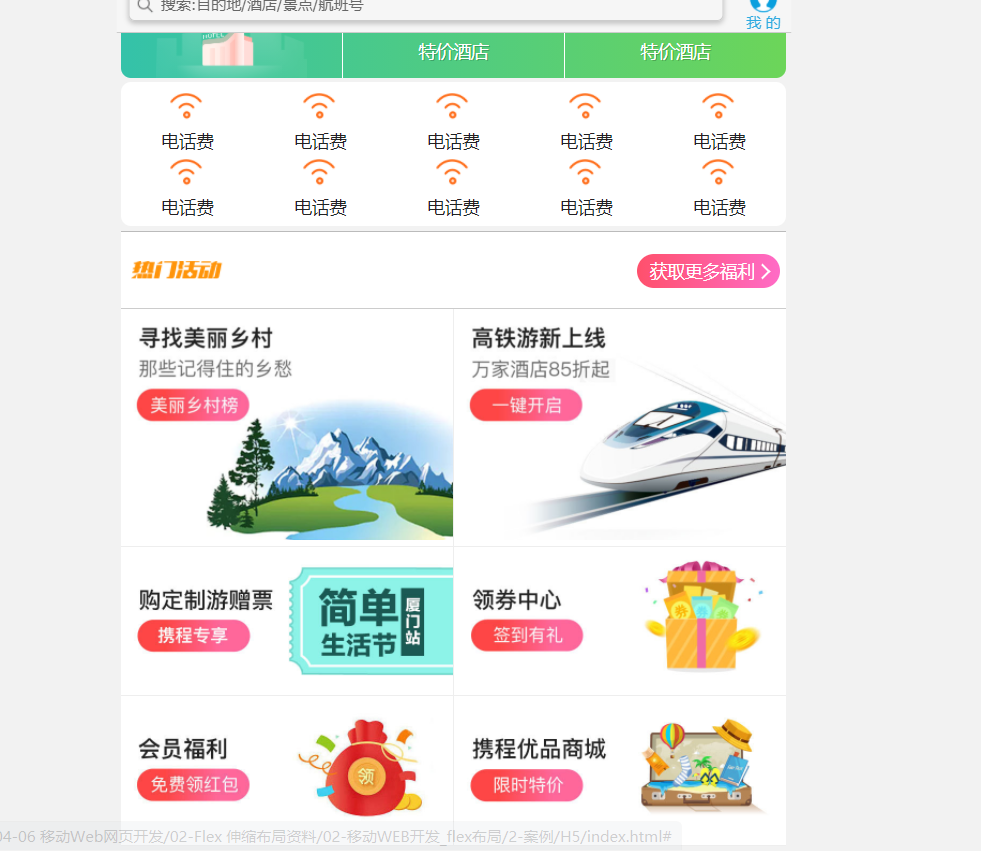 搜索:目的地/酒店/景点/航班号
我 的
HOTEL
特价酒店 特价酒店
电话费 电话费 电话费 电话费 电话费
电话费 电话费 电话费 电话费 电话费
热门活动 获取更多福利
寻找美丽乡村
那些记得住的乡愁
美丽乡村榜
高铁游新上线
万家酒店85折起
一键开启
购定制游赠票
携程专享
简单
生活节
厦门站
领券中心
签到有礼
券 券
会员福利
免费领红包
领
携程优品商城
限时特价
04-06 移动Web网页开发/02-Flex 伸缩布局资料/02-移动WEB开发_flex布局/2-案例/H5/index.html#